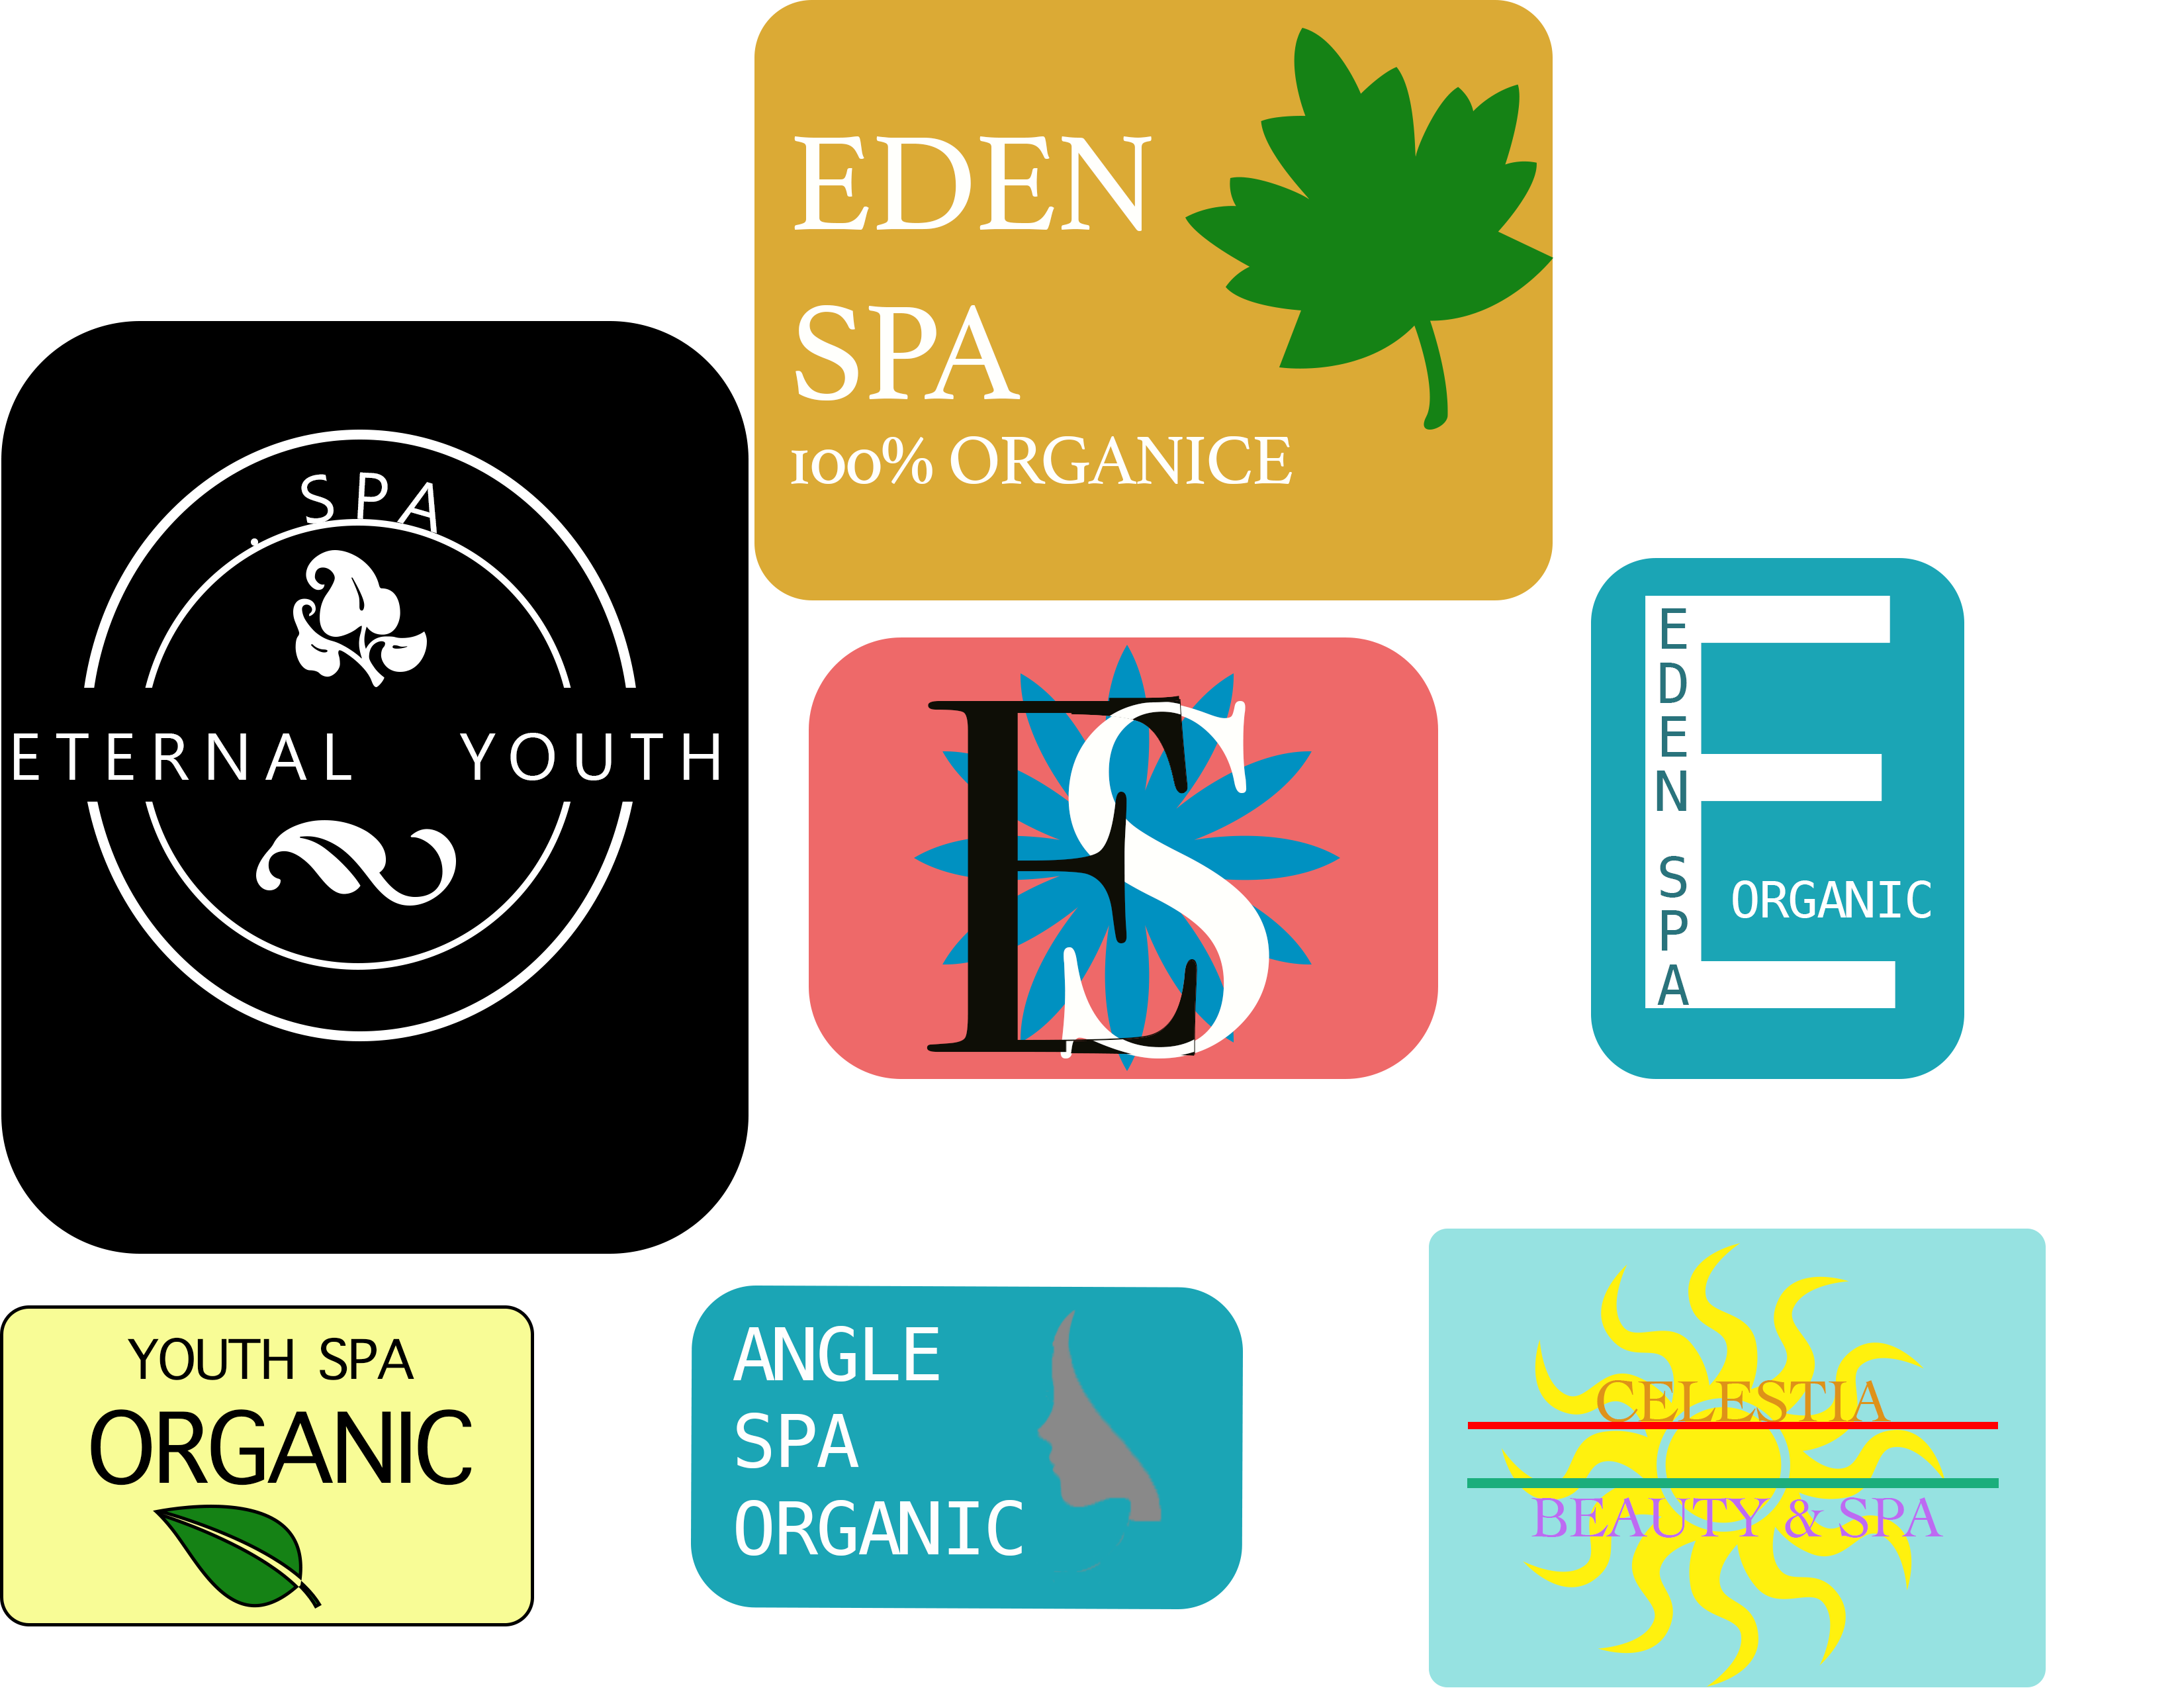 EDEN
SPA
100% ORGANICE
SPA
ETERNAL YOUTH
ES
EDEN SPA
ORGANIC
YOUTH SPA
ORGANIC
ANGLE
SPA
ORGANIC
CELESTIA
BEAUTY & SPA